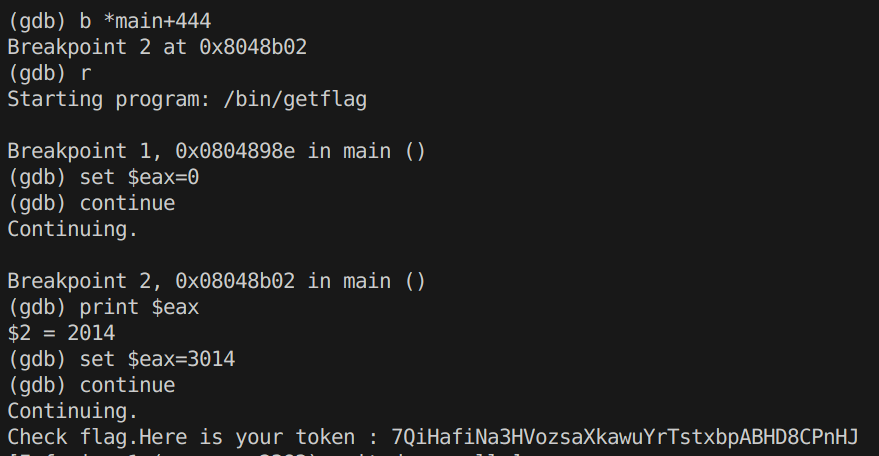 (gdb) b *main+444
Breakpoint 2 at 0x8048b02
(gdb) r
Starting program: /bin/getflag
Breakpoint 1, 0x0804898e in main ()
(gdb) set $eax=0
(gdb) continue
Continuing.
Breakpoint 2, 0x08048b02 in main ()
(gdb) print $eax
$2 = 2014
(gdb) set $eax=3014
(gdb) continue
Continuing.
Check flag.Here is your token : 7QiHafiNa3HVozsaXkawuYrTstxbpABHD8CPnHJ